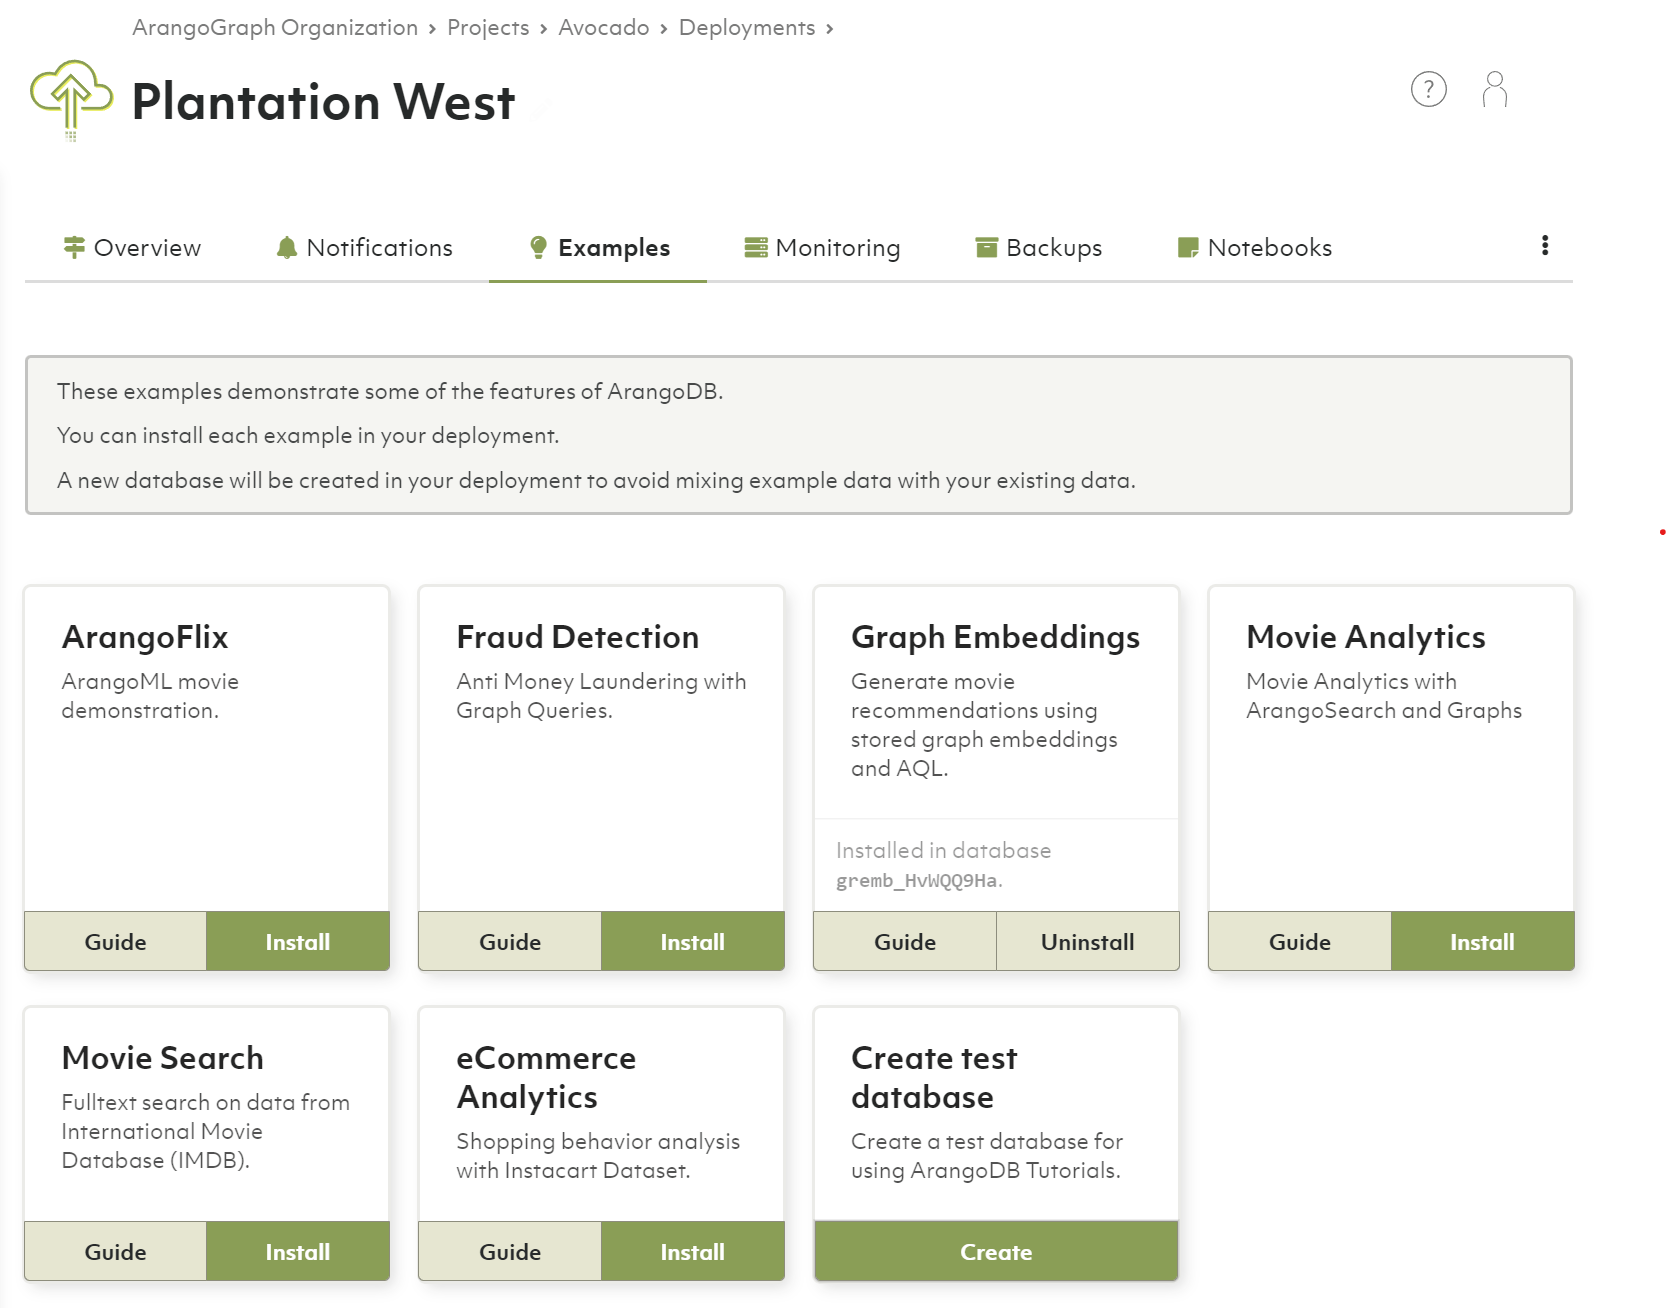 ArangoGraph Organization > Projects > Avocado > Deployments >
Plantation West
?
Overview
Notifications
Examples
Monitoring
Backups
Notebooks
These examples demonstrate some of the features of ArangoDB.
You can install each example in your deployment.
A new database will be created in your deployment to avoid mixing example data with your existing data.
ArangoFlix
ArangoML movie
demonstration.
Guide
Install
Fraud Detection
Anti Money Laundering with
Graph Queries.
Guide
Install
Graph Embeddings
Generate movie
recommendations using
stored graph embeddings
and AQL.
Installed in database
gremb_HvWQQ9Ha.
Guide
Uninstall
Movie Analytics
Movie Analytics with
ArangoSearch and Graphs
Guide
Install
Movie Search
Fulltext search on data from
International Movie
Database (IMDB).
Guide
Install
eCommerce
Analytics
Shopping behavior analysis
with Instacart Dataset.
Guide
Install
Create test
database
Create a test database for
using ArangoDB Tutorials.
Create